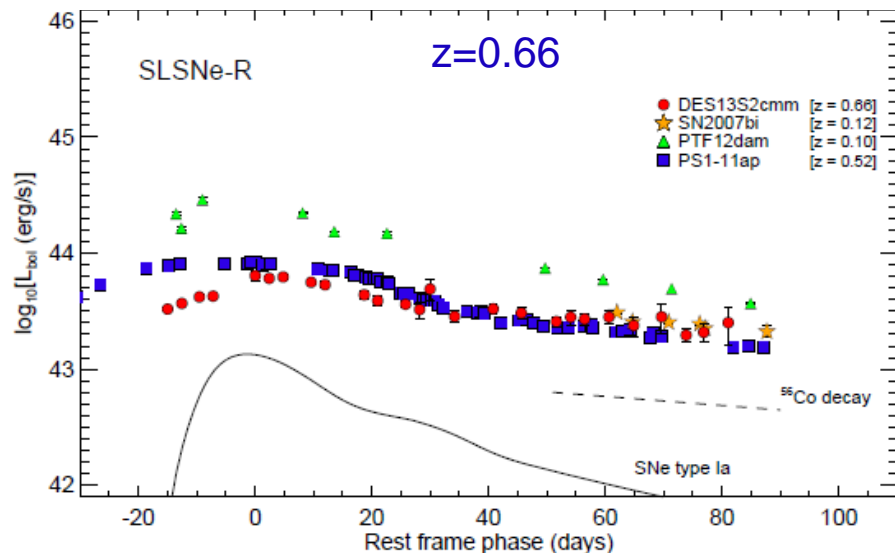 z=0.66
SLSNe-R
DES13S2cmm [z = 0.66]
SN2007bi [z = 0.12]
PTF12dam [z = 0.10]
PS1-11ap [z = 0.52]
log₁₀[L_bol (erg/s)]
46
45
44
43
42
⁵⁶Co decay
SNe type Ia
-20 0 20 40 60 80 100
Rest frame phase (days)